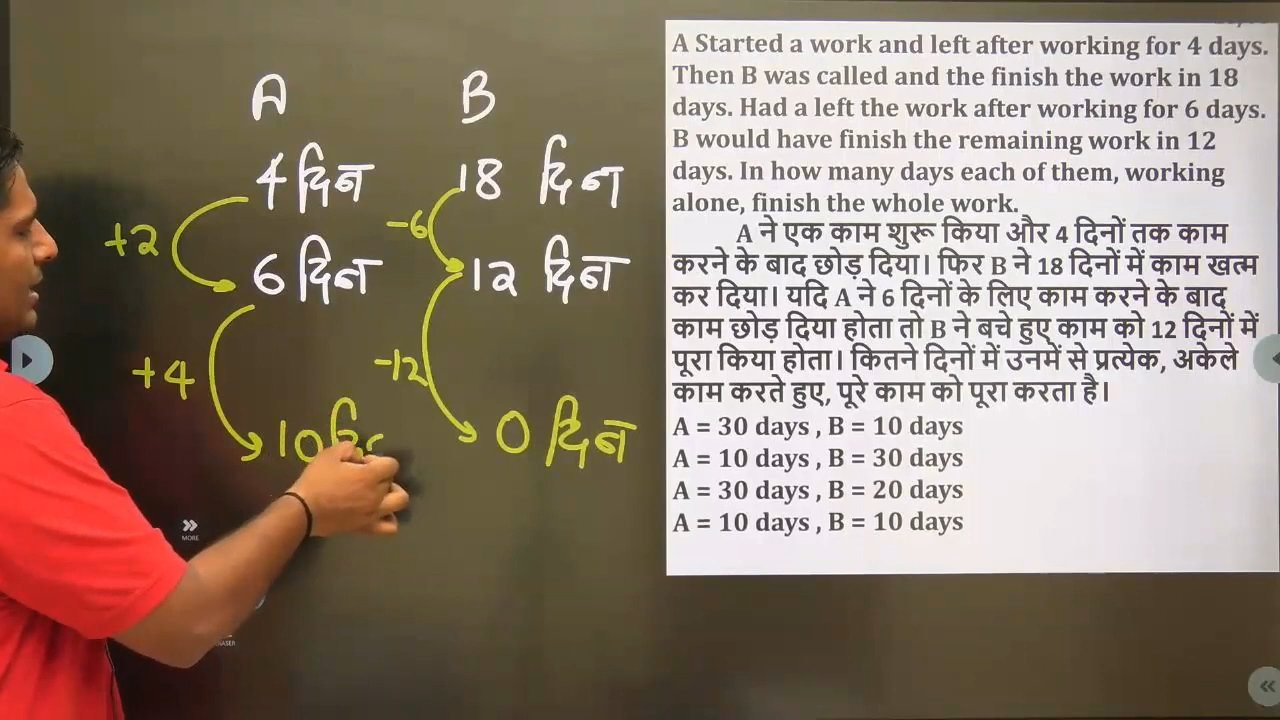 A B
4 दिन 18 दिन
+2 -6
6 दिन 12 दिन
+4 -12
10 0 दिन
MORE
A Started a work and left after working for 4 days.
Then B was called and the finish the work in 18
days. Had a left the work after working for 6 days.
B would have finish the remaining work in 12
days. In how many days each of them, working
alone, finish the whole work.
A ने एक काम शुरू किया और 4 दिनों तक काम
करने के बाद छोड़ दिया। फिर B ने 18 दिनों में काम खत्म
कर दिया। यदि A ने 6 दिनों के लिए काम करने के बाद
काम छोड़ दिया होता तो B ने बचे हुए काम को 12 दिनों में
पूरा किया होता। कितने दिनों में उनमें से प्रत्येक, अकेले
काम करते हुए, पूरे काम को पूरा करता है।
A = 30 days , B = 10 days
A = 10 days , B = 30 days
A = 30 days , B = 20 days
A = 10 days , B = 10 days